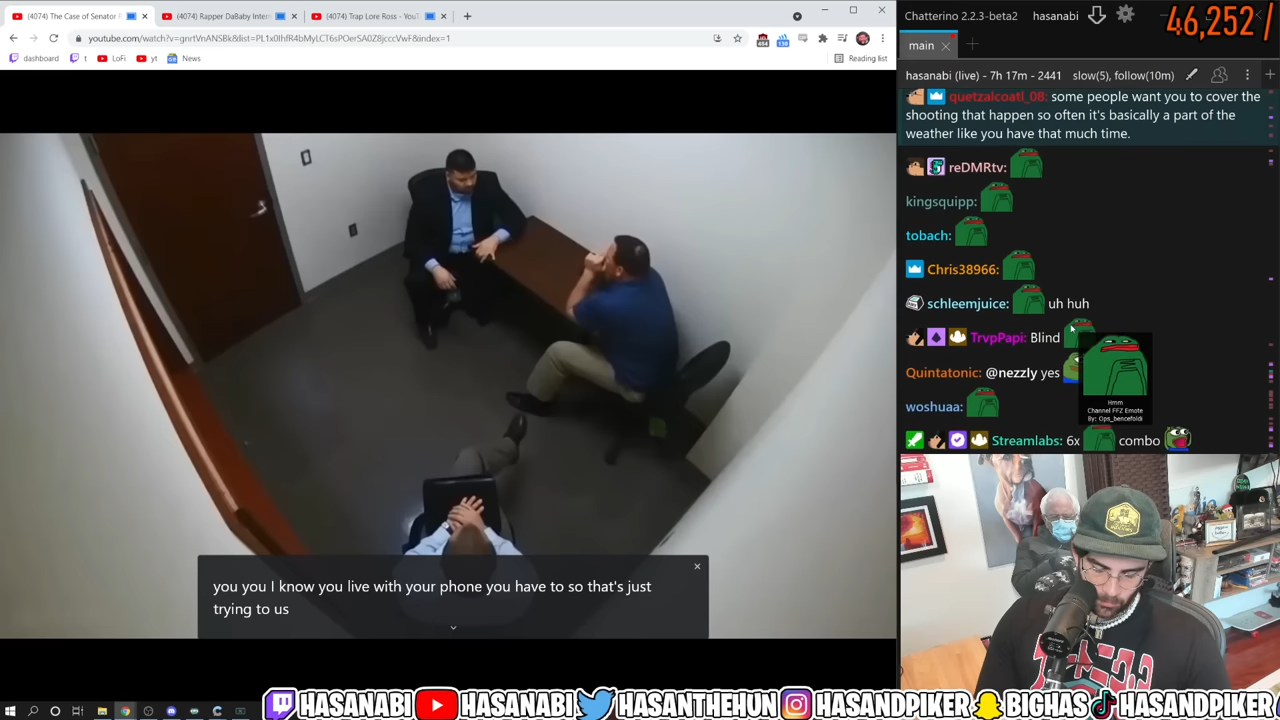 (4074) The Case of Senator R
(4074) Rapper DaBaby Inter
(4074) Trap Lore Ross - You
youtube.com/watch?v=gnrtVnANSBk&list=PL1x0lhfR4bMyLCT6sPOerSA0Z8jcccVwF&index=1
dashboard
t
LoFi
yt
News
Reading list
Chatterino 2.2.3-beta2
hasanabi
46,252 /
main
hasanabi (live) - 7h 17m - 2441
slow(5), follow(10m)
quetzalcoatl_08: some people want you to cover the
shooting that happen so often it's basically a part of the
weather like you have that much time.
reDMRtv:
kingsquipp:
tobach:
Chris38966:
schleemjuice: uh huh
TrvpPapi: Blind
Hmm
Channel FFZ Emote
By: Ops_bencefoldi
Quintatonic: @nezzly yes
woshuaa:
Streamlabs: 6x combo
you you I know you live with your phone you have to so that's just
trying to us
HASANABI
HASANABI
HASANTHEHUN
HASANDPIKER
BIGHAS
HASANDPIKER